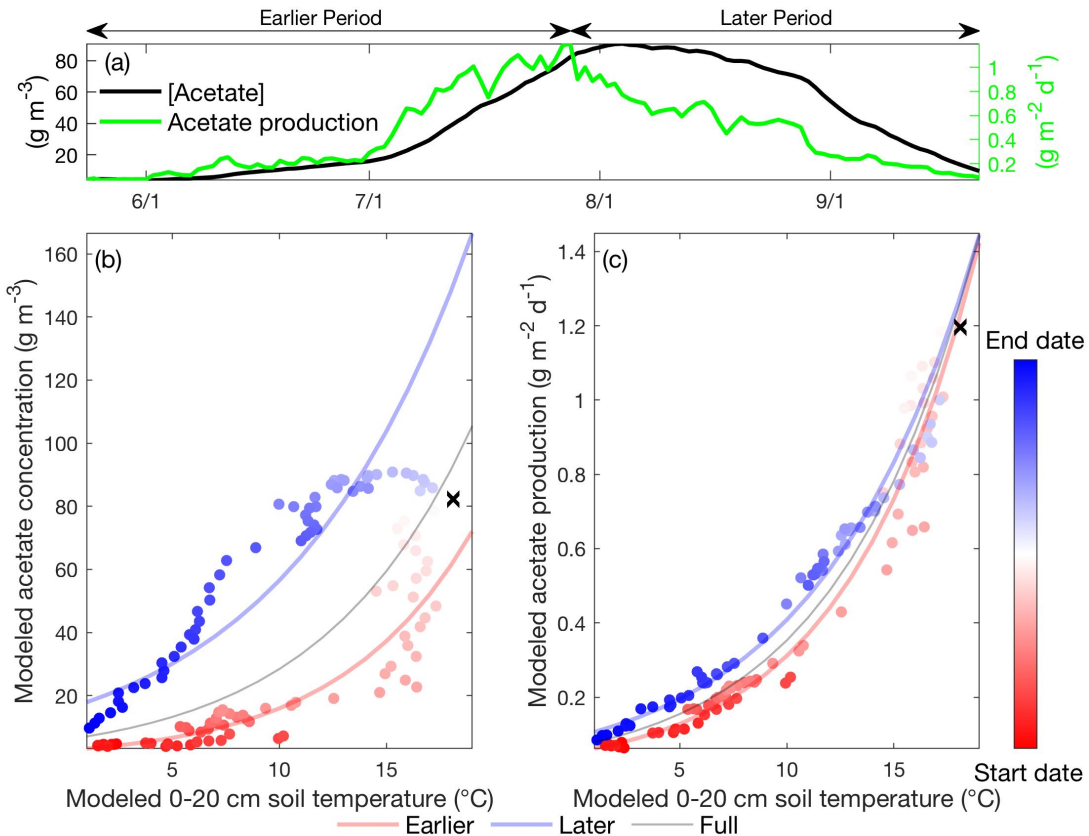 Earlier Period Later Period
(a)
80
60
40
20
(g m-3)
[Acetate]
Acetate production
1
0.8
0.6
0.4
0.2
(g m-2 d-1)
6/1 7/1 8/1 9/1
(b)
Modeled acetate concentration (g m-3)
160
140
120
100
80
60
40
20
5 10 15
Modeled 0-20 cm soil temperature (°C)
(c)
Modeled acetate production (g m-2 d-1)
1.4
1.2
1
0.8
0.6
0.4
0.2
5 10 15
Modeled 0-20 cm soil temperature (°C)
End date
Start date
Earlier Later Full